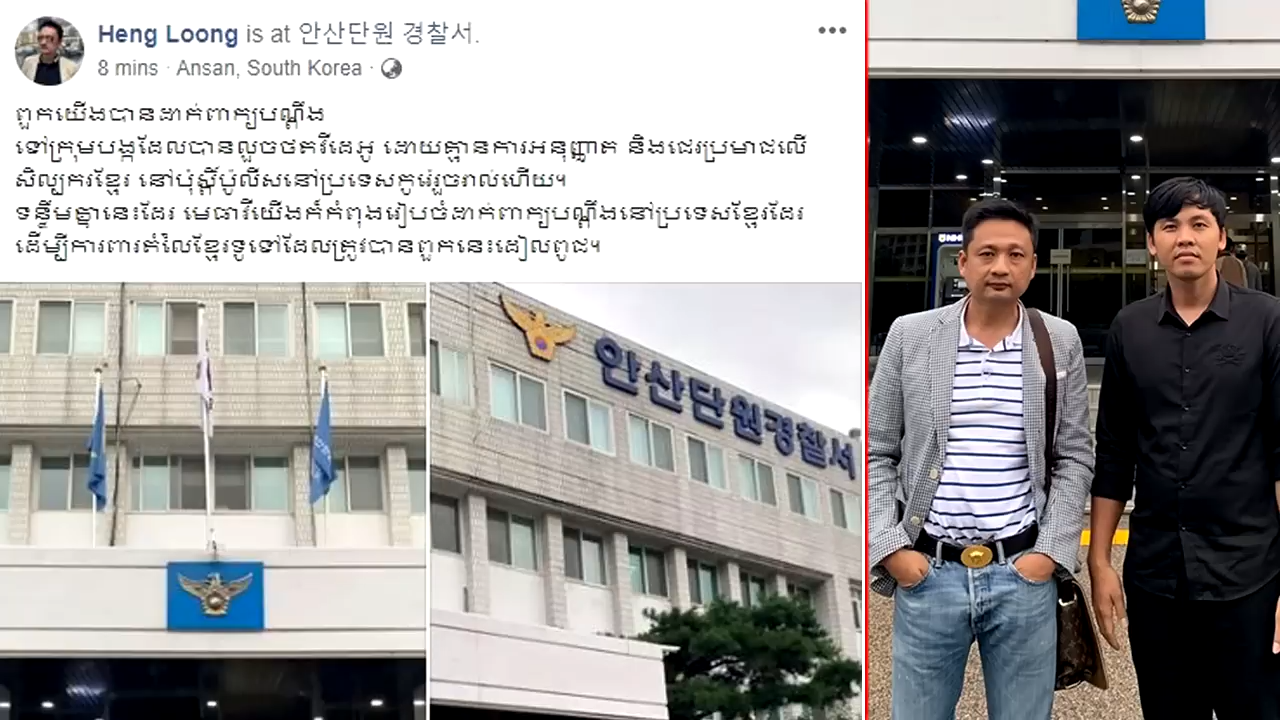 Heng Loong is at 안산단원 경찰서.
8 mins · Ansan, South Korea ·
ពួកយើងបានដាក់ពាក្យបណ្ដឹង
ទៅក្រុមបង្កដែលបានលួចថតវីដេអូ ដោយគ្មានការអនុញ្ញាត និងជេរប្រមាជលើ
សិល្បករខ្មែរ នៅប៉ុស្តិ៍ប៉ូលីសនៅប្រទេសកូរ៉េរួចរាល់ហើយ។
ទន្ទឹមគ្នានេះដែរ មេធាវីយើងក៏កំពុងរៀបចំដាក់ពាក្យបណ្ដឹងនៅប្រទេសខ្មែរដែរ
ដើម្បីការពារតំលៃខ្មែរទូទៅដែលត្រូវបានពួកនេះដៀលពូជ។
안산단원경찰서
NH